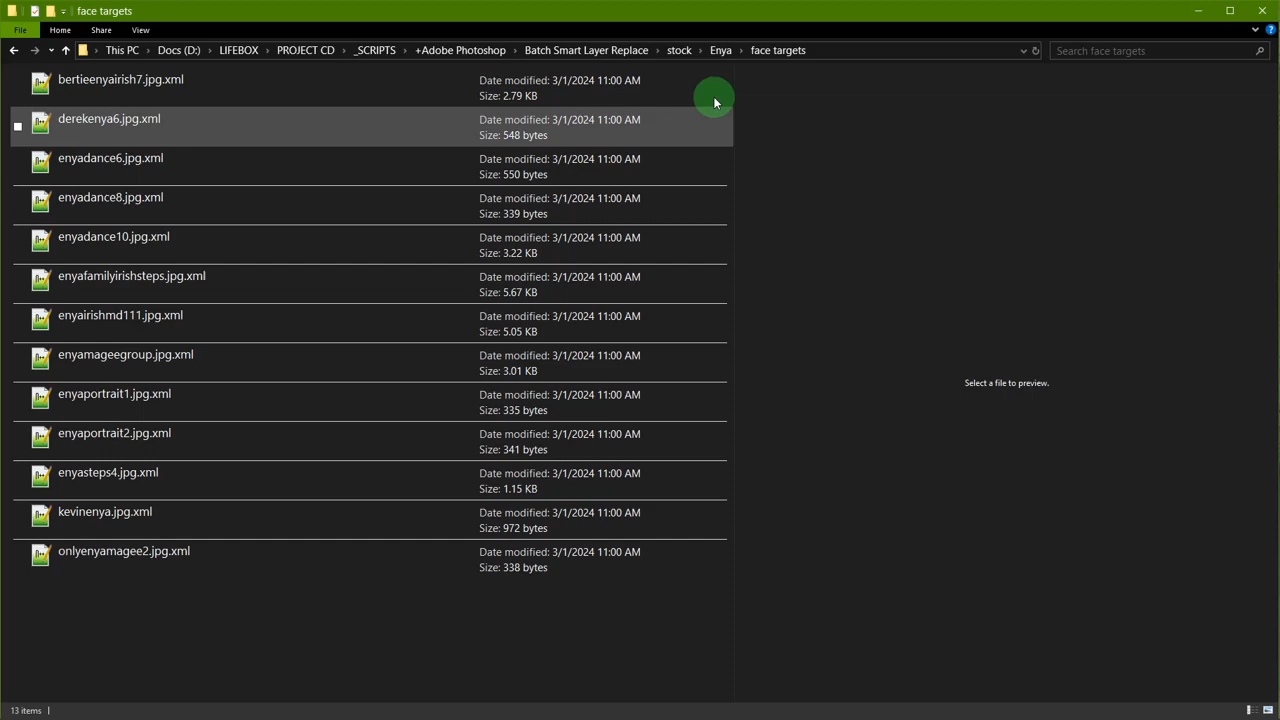 face targets
File Home Share View
This PC Docs (D:) LIFEBOX PROJECT CD _SCRIPTS +Adobe Photoshop Batch Smart Layer Replace stock Enya face targets Search face targets
bertieenyairish7.jpg.xml Date modified: 3/1/2024 11:00 AM
Size: 2.79 KB
derekenya6.jpg.xml Date modified: 3/1/2024 11:00 AM
Size: 548 bytes
enyadance6.jpg.xml Date modified: 3/1/2024 11:00 AM
Size: 550 bytes
enyadance8.jpg.xml Date modified: 3/1/2024 11:00 AM
Size: 339 bytes
enyadance10.jpg.xml Date modified: 3/1/2024 11:00 AM
Size: 3.22 KB
enyafamilyirishsteps.jpg.xml Date modified: 3/1/2024 11:00 AM
Size: 5.67 KB
enyairishmd111.jpg.xml Date modified: 3/1/2024 11:00 AM
Size: 5.05 KB
enyamageegroup.jpg.xml Date modified: 3/1/2024 11:00 AM
Size: 3.01 KB
enyaportrait1.jpg.xml Date modified: 3/1/2024 11:00 AM
Size: 335 bytes
enyaportrait2.jpg.xml Date modified: 3/1/2024 11:00 AM
Size: 341 bytes
enyasteps4.jpg.xml Date modified: 3/1/2024 11:00 AM
Size: 1.15 KB
kevinenya.jpg.xml Date modified: 3/1/2024 11:00 AM
Size: 972 bytes
onlyenyamagee2.jpg.xml Date modified: 3/1/2024 11:00 AM
Size: 338 bytes
Select a file to preview.
13 items